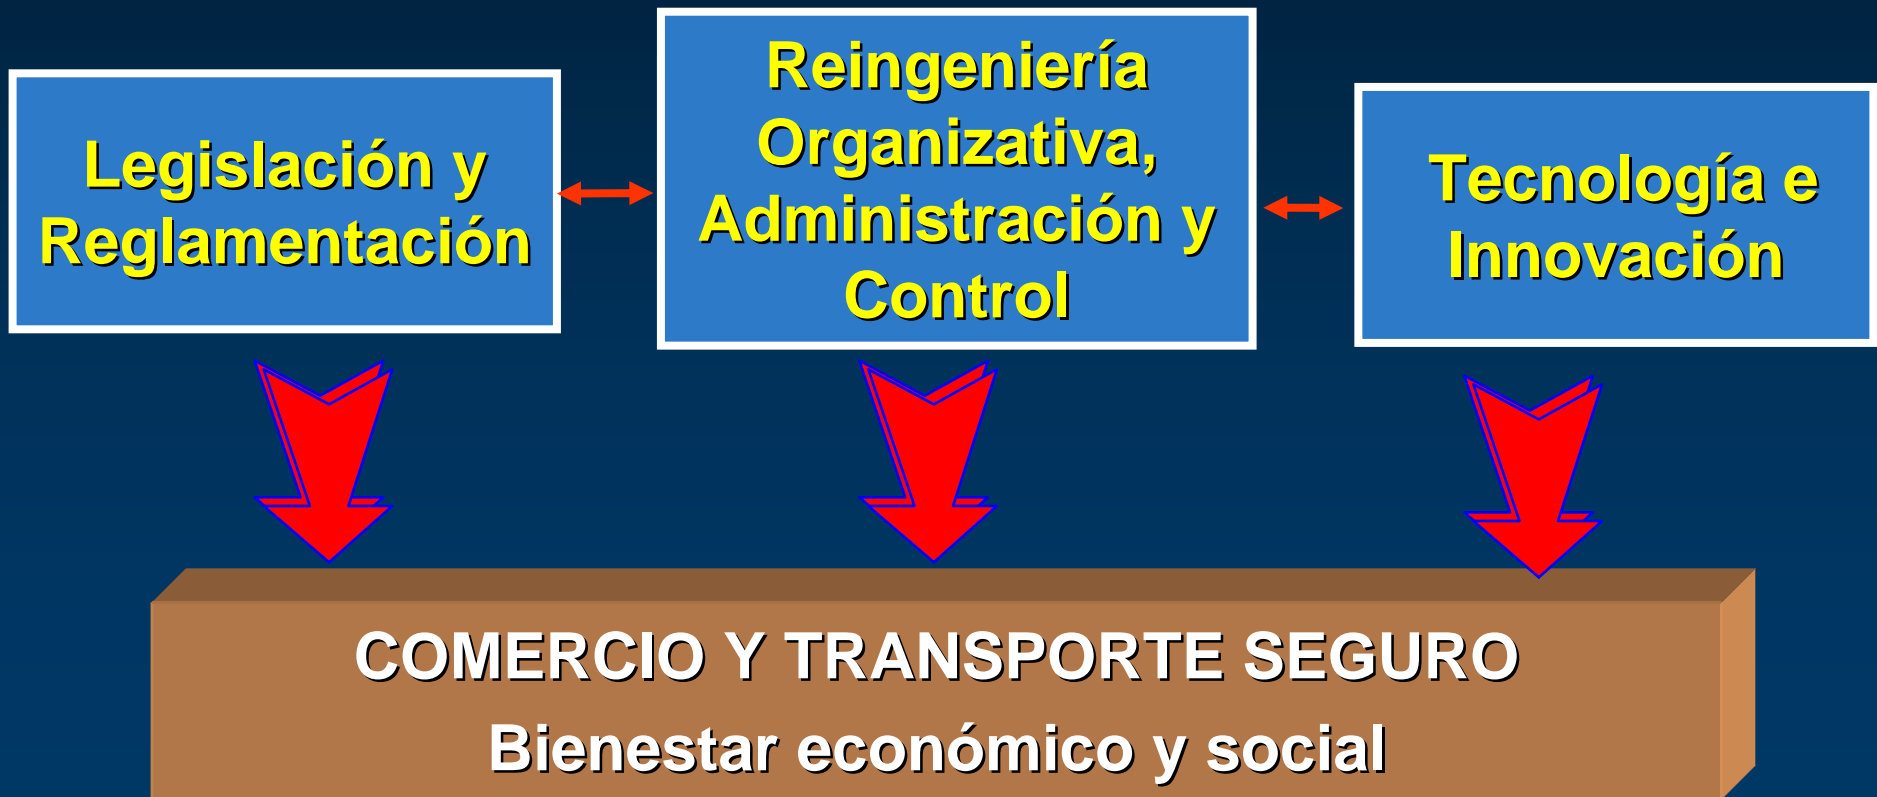 Legislación y
Reglamentación
Reingeniería
Organizativa,
Administración y
Control
Tecnología e
Innovación
COMERCIO Y TRANSPORTE SEGURO
Bienestar económico y social